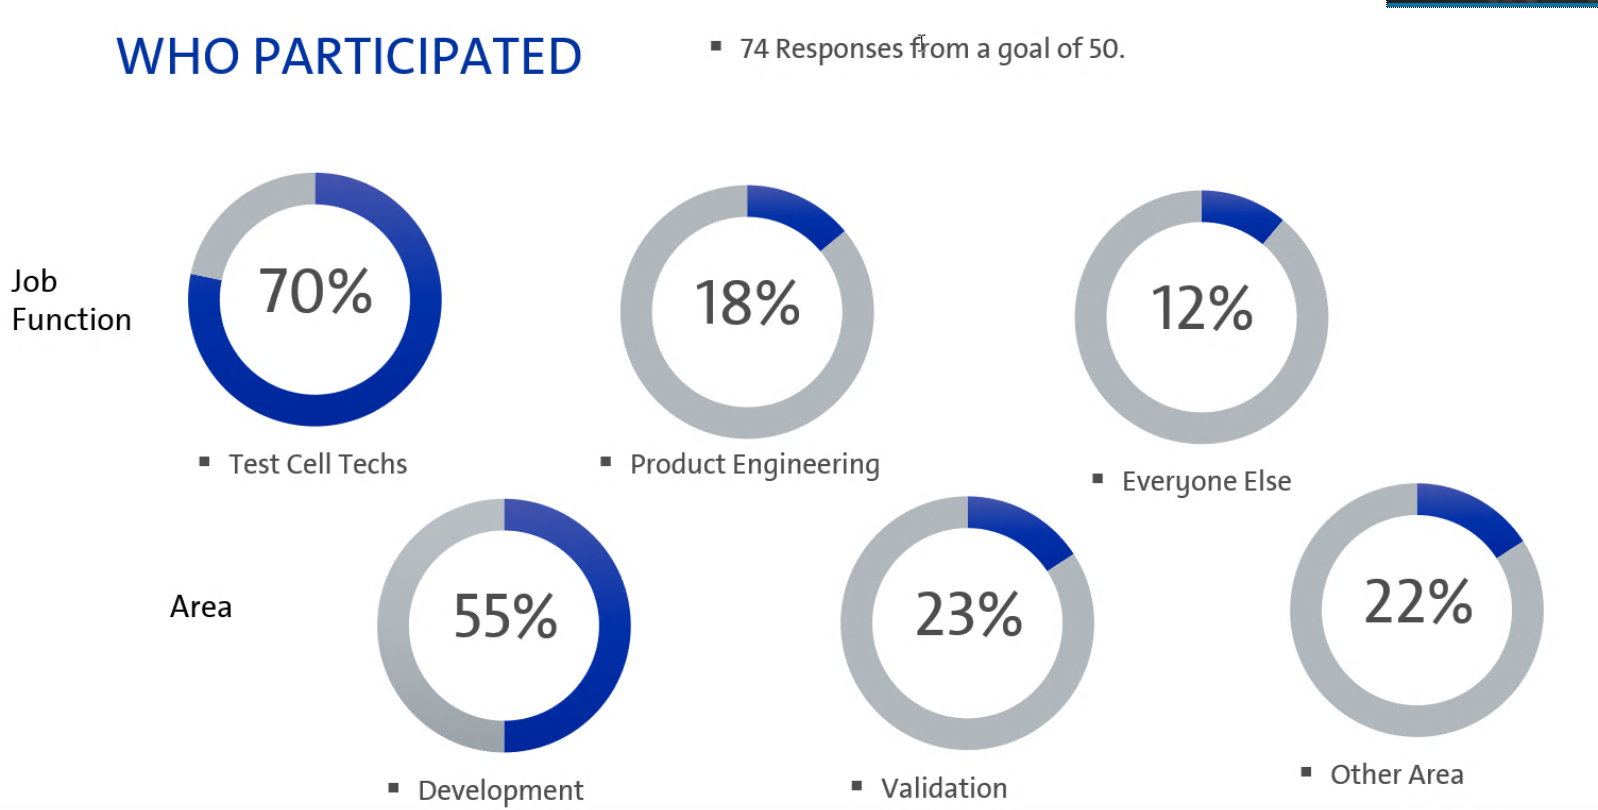 WHO PARTICIPATED
▪ 74 Responses from a goal of 50.
Job
Function
70%
18%
12%
▪ Test Cell Techs
▪ Product Engineering
▪ Everyone Else
Area
55%
23%
22%
▪ Development
▪ Validation
▪ Other Area